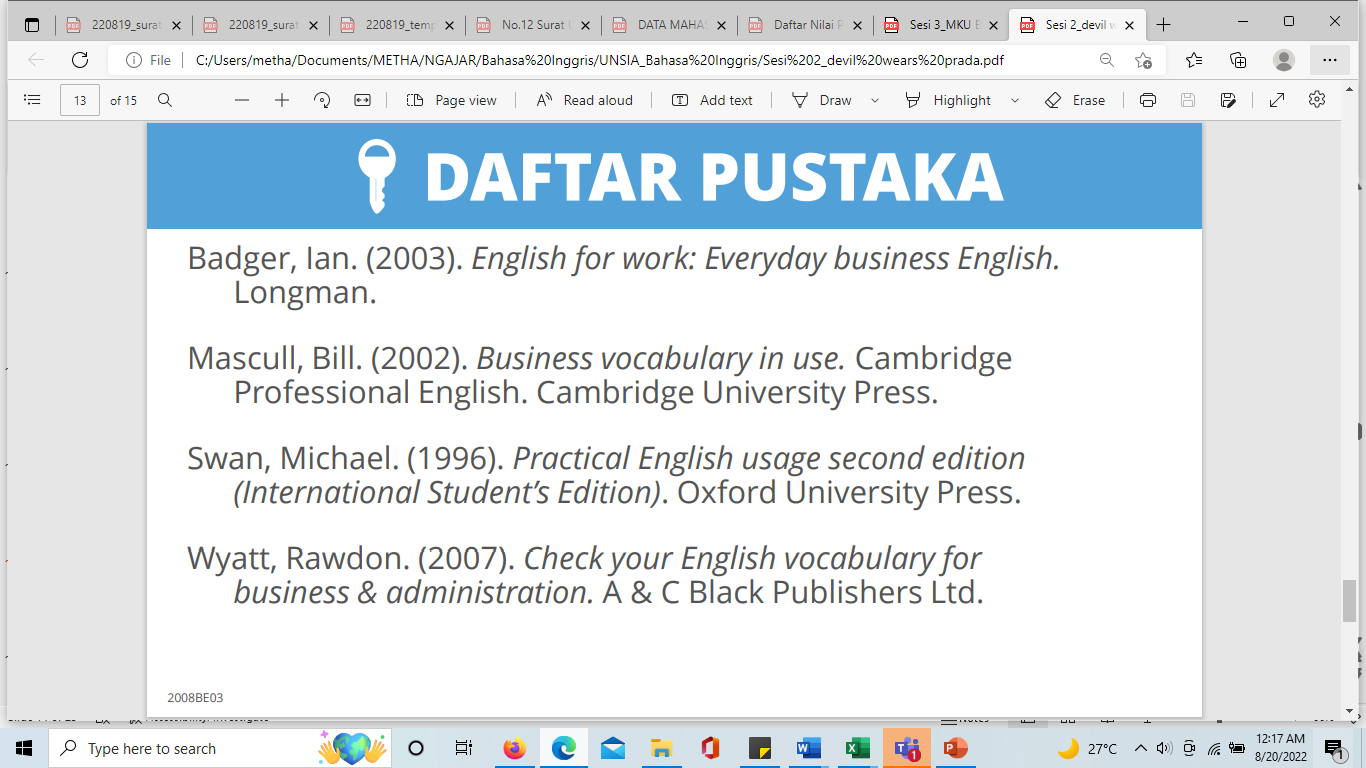 220819_surat
220819_surat
220819_tem
No.12 Surat
DATA MAHA
Daftar Nilai P
Sesi 3_MKU B
Sesi 2_devil w
File
C:/Users/metha/Documents/METHA/NGAJAR/Bahasa%20Inggris/UNSIA_Bahasa%20Inggris/Sesi%202_devil%20wears%20prada.pdf
13 of 15
Page view
Read aloud
Add text
Draw
Highlight
Erase
DAFTAR PUSTAKA
Badger, Ian. (2003). English for work: Everyday business English.
Longman.
Mascull, Bill. (2002). Business vocabulary in use. Cambridge
Professional English. Cambridge University Press.
Swan, Michael. (1996). Practical English usage second edition
(International Student’s Edition). Oxford University Press.
Wyatt, Rawdon. (2007). Check your English vocabulary for
business & administration. A & C Black Publishers Ltd.
2008BE03
Type here to search
27°C
12:17 AM
8/20/2022